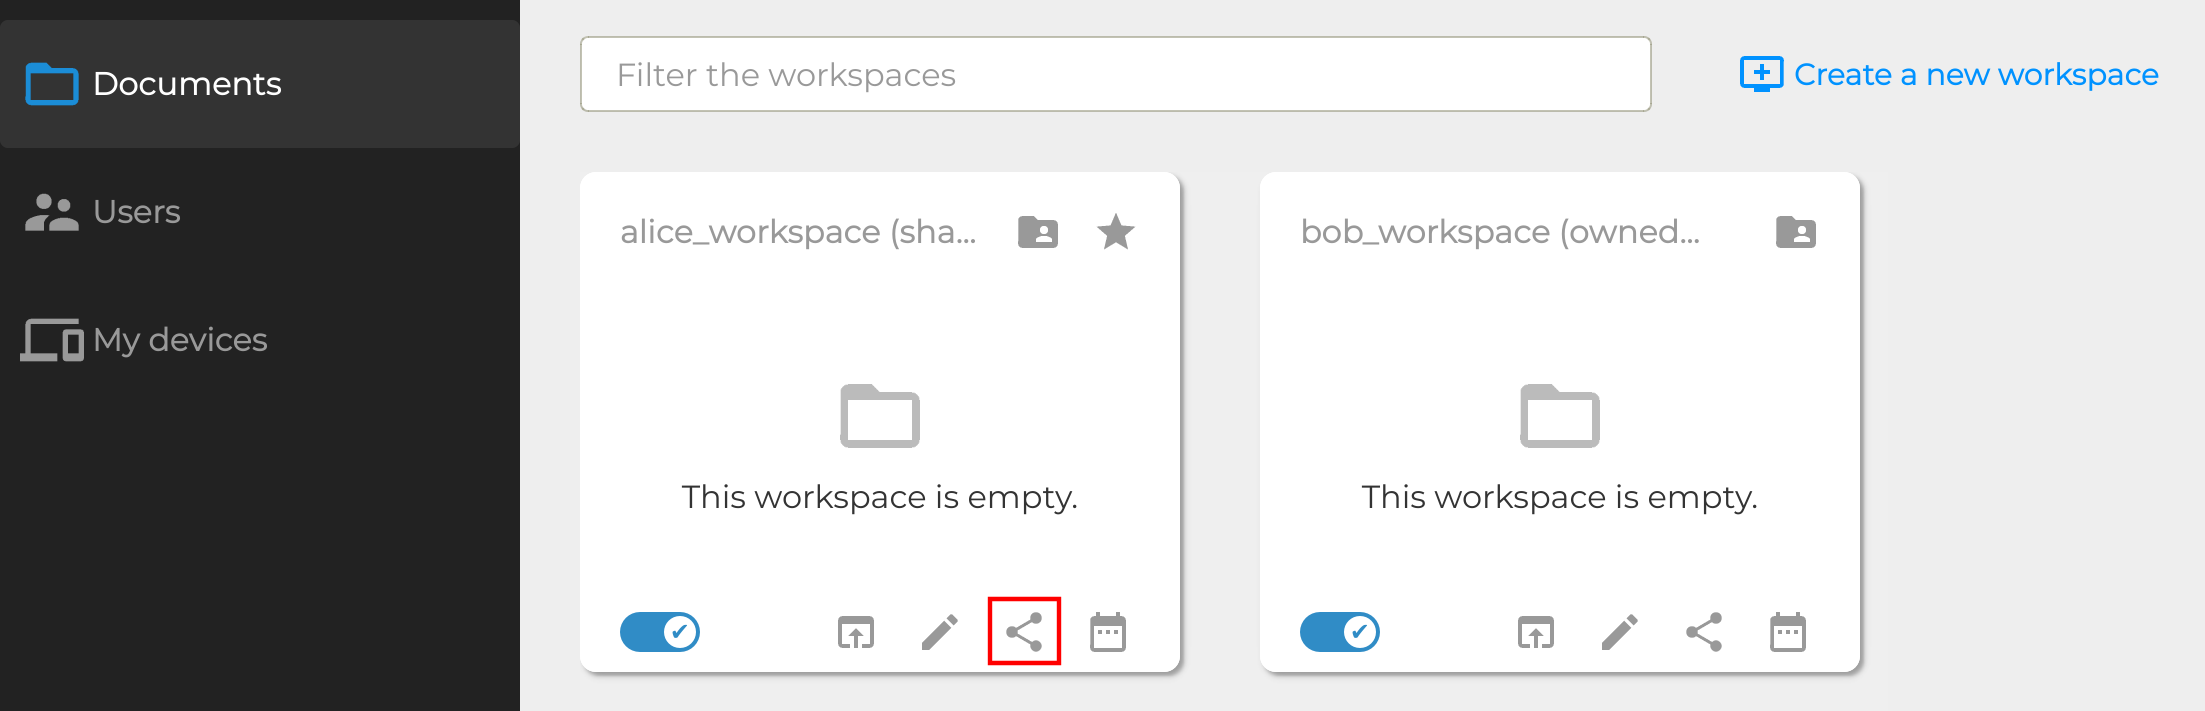 Documents
Users
My devices
Filter the workspaces
Create a new workspace
alice_workspace (sha...
This workspace is empty.
bob_workspace (owned...
This workspace is empty.